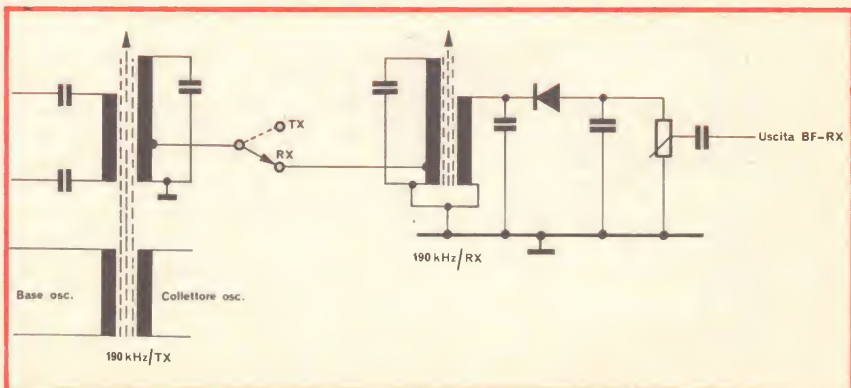 TX
RX
Uscita BF-RX
Base osc.
Collettore osc.
190 kHz/RX
190 kHz/TX